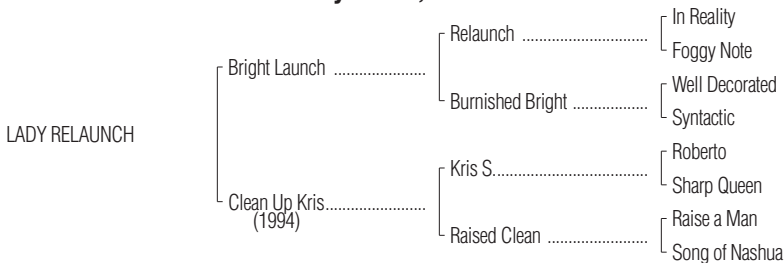 In Reality
Relaunch ..............................
Foggy Note
Bright Launch ......................
Well Decorated
Burnished Bright ..................
Syntactic
LADY RELAUNCH
Roberto
Kris S.....................................
Sharp Queen
Clean Up Kris........................
(1994)
Raise a Man
Raised Clean ........................
Song of Nashua